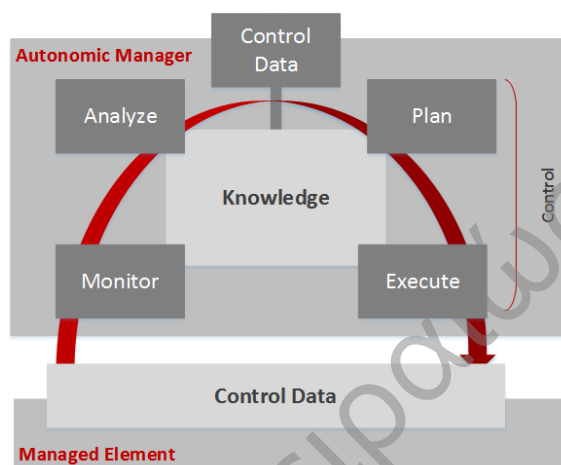 Control
Data
Autonomic Manager
Analyze
Plan
Knowledge
Control
Monitor
Execute
Control Data
Managed Element